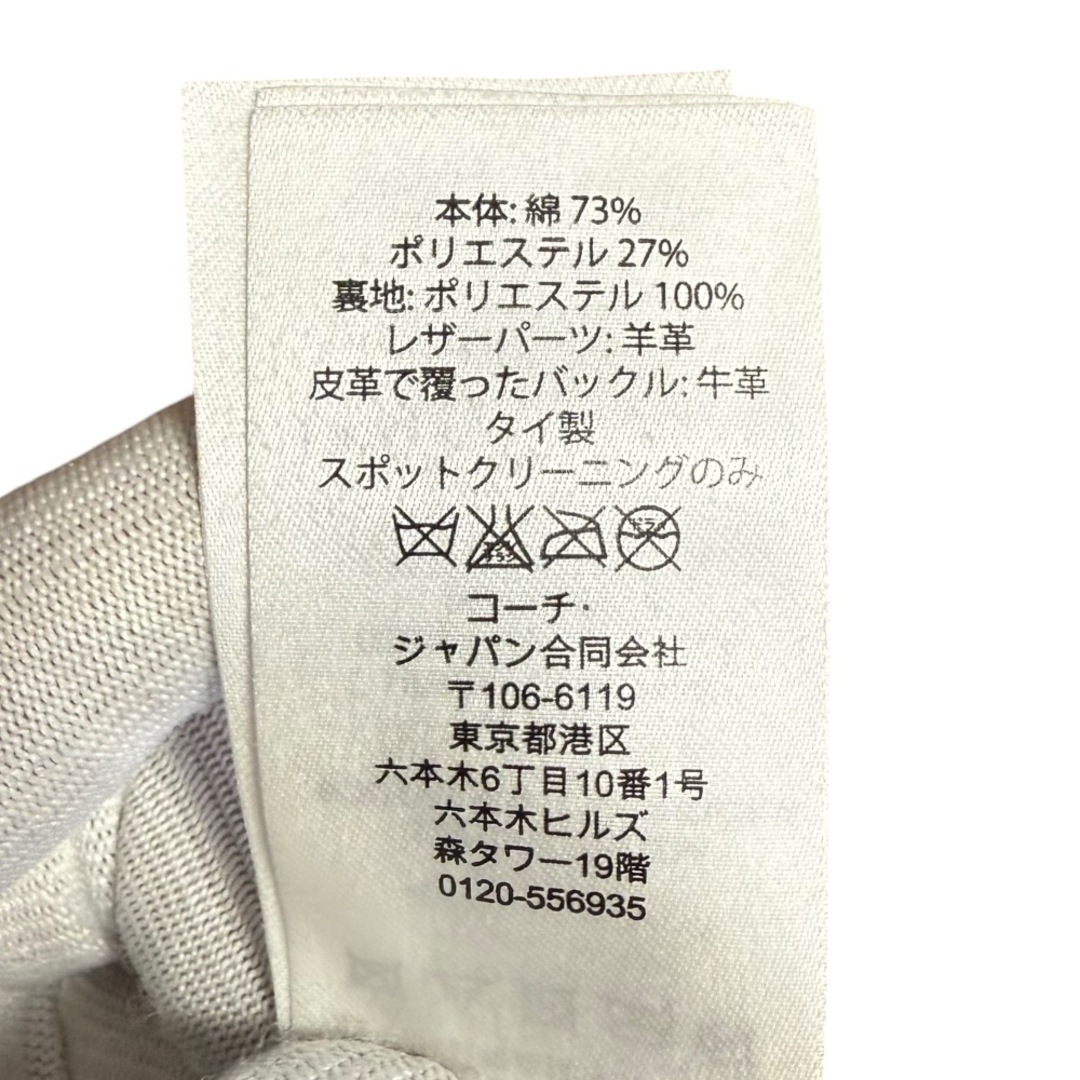 本体: 綿 73%
ポリエステル 27%
裏地: ポリエステル 100%
レザーパーツ: 羊革
皮革で覆ったバックル: 牛革
タイ製
スポットクリーニングのみ
コーチ・
ジャパン合同会社
〒106-6119
東京都港区
六本木6丁目10番1号
六本木ヒルズ
森タワー19階
0120-556935